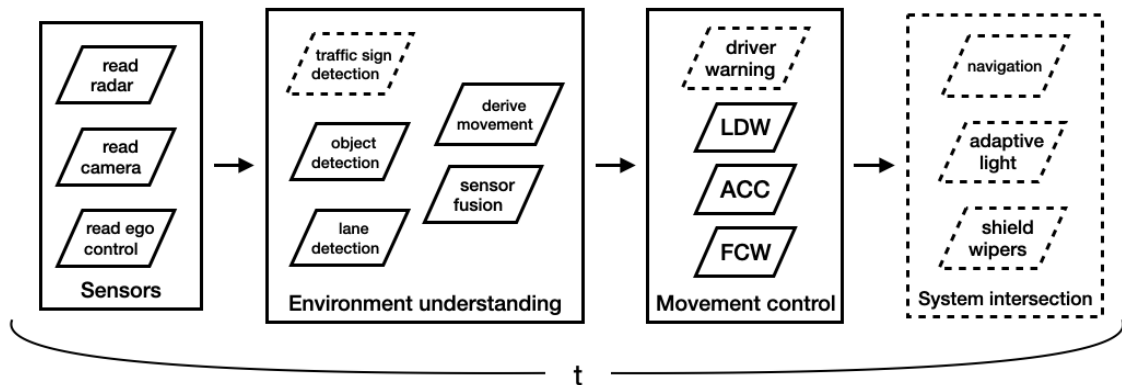 read
radar
read
camera
read ego
control
Sensors
traffic sign
detection
object
detection
lane
detection
derive
movement
sensor
fusion
Environment understanding
driver
warning
LDW
ACC
FCW
Movement control
navigation
adaptive
light
shield
wipers
System intersection
t